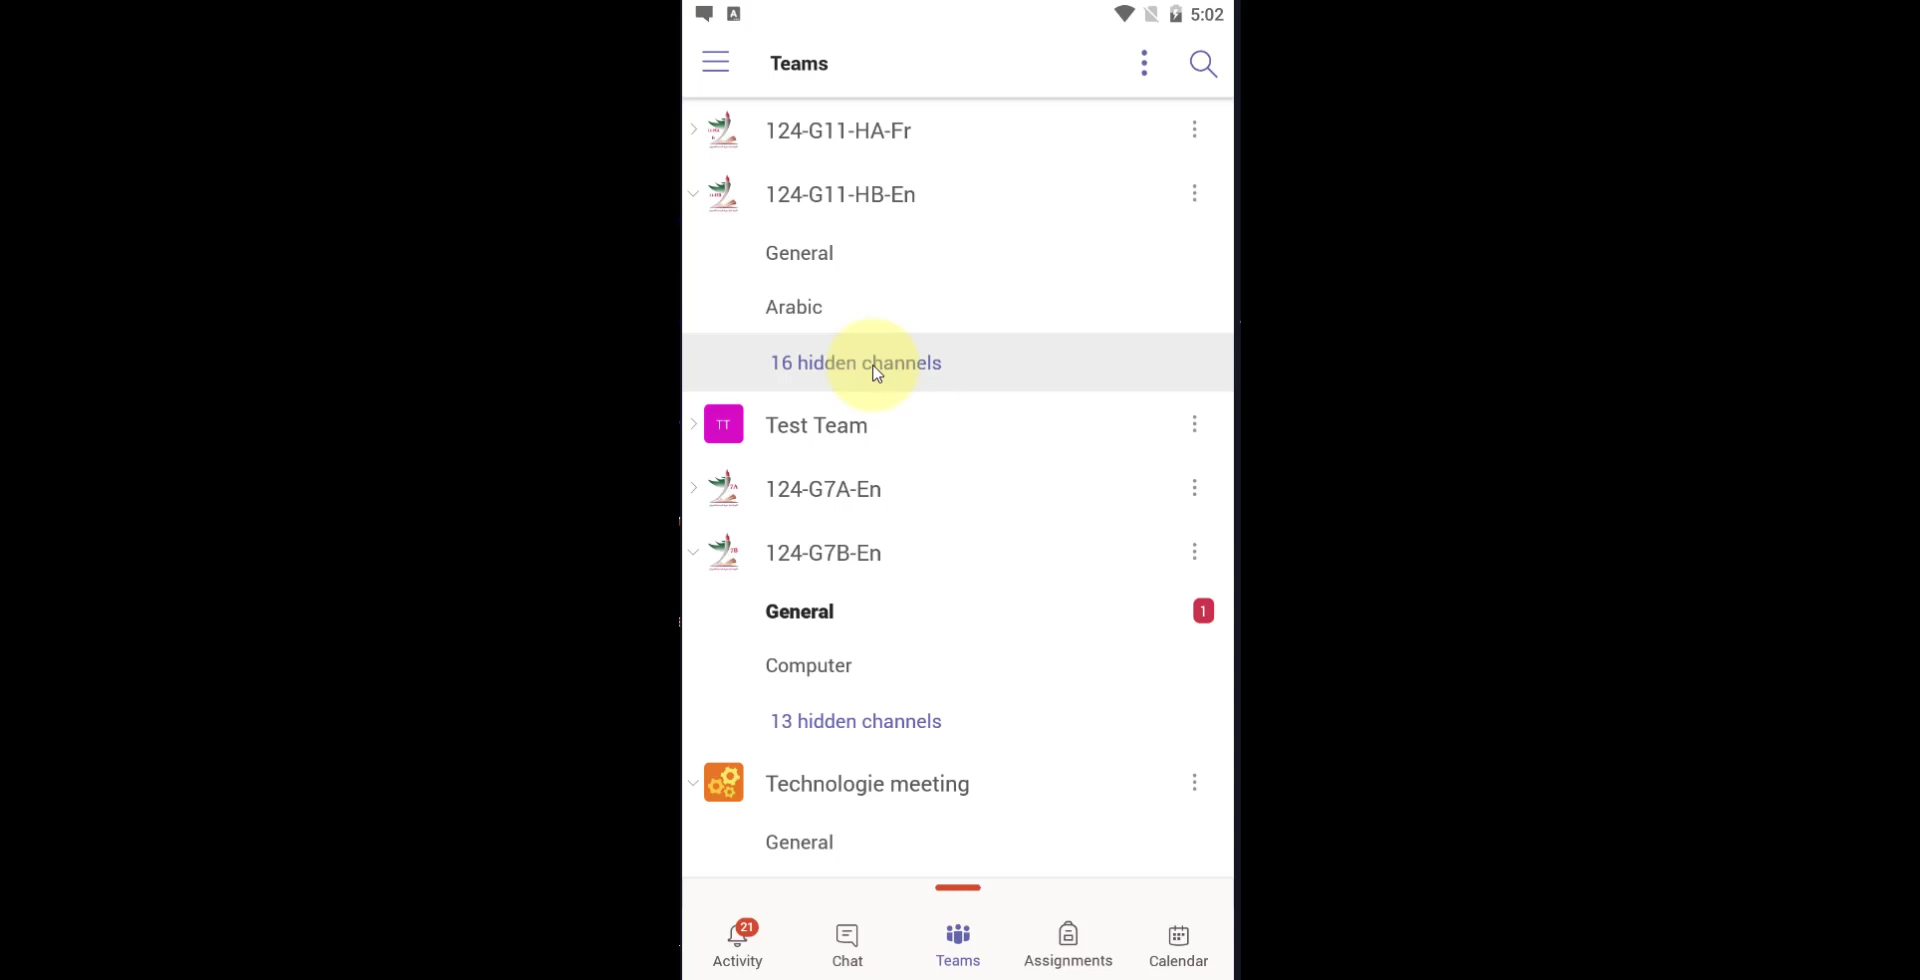 A
5:02
Teams
124-G11-HA-Fr
124-G11-HB-En
General
Arabic
16 hidden channels
TT
Test Team
7A
124-G7A-En
7B
124-G7B-En
General
1
Computer
13 hidden channels
Technologie meeting
General
21
Activity
Chat
Teams
Assignments
Calendar